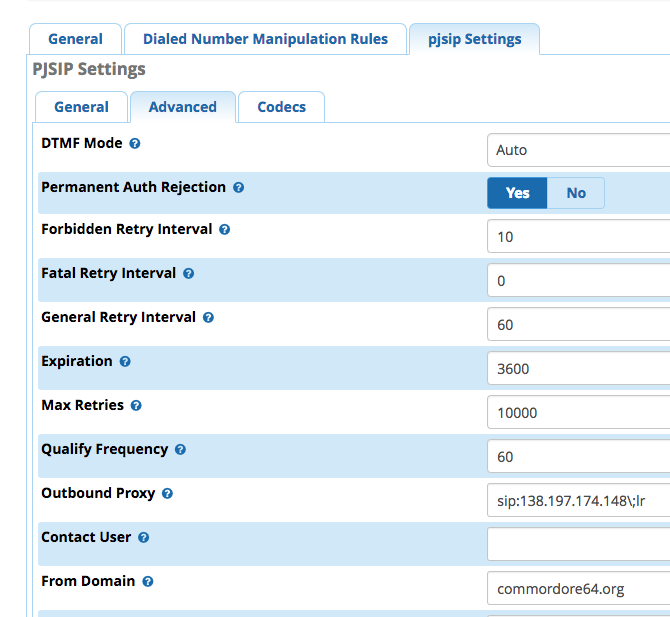 General Dialed Number Manipulation Rules pjsip Settings
PJSIP Settings
General Advanced Codecs
DTMF Mode ? Auto
Permanent Auth Rejection ? Yes No
Forbidden Retry Interval ? 10
Fatal Retry Interval ? 0
General Retry Interval ? 60
Expiration ? 3600
Max Retries ? 10000
Qualify Frequency ? 60
Outbound Proxy ? sip:138.197.174.148\;lr
Contact User ?
From Domain ? commordore64.org